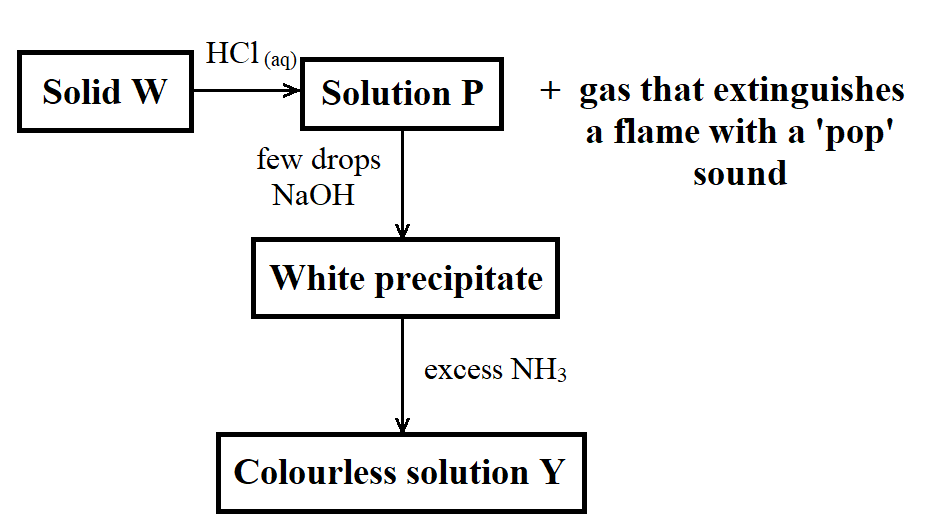 HCl (aq)
Solid W
Solution P
+ gas that extinguishes
a flame with a 'pop'
sound
few drops
NaOH
White precipitate
excess NH₃
Colourless solution Y